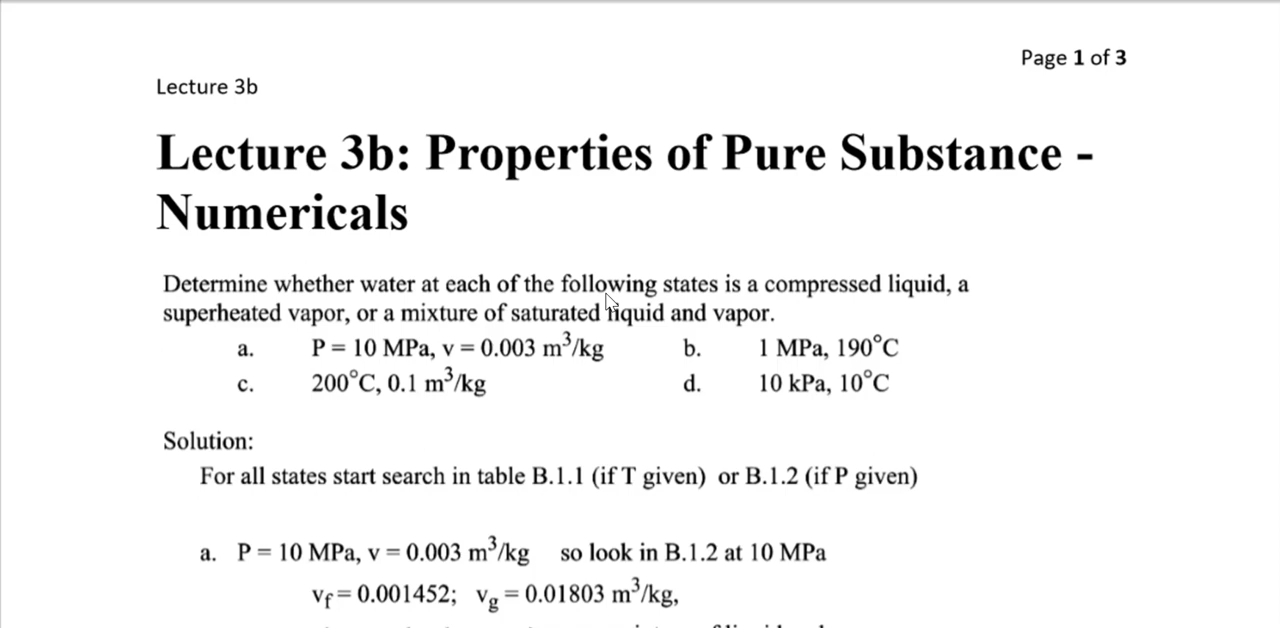 Page 1 of 3
Lecture 3b
Lecture 3b: Properties of Pure Substance -
Numericals
Determine whether water at each of the following states is a compressed liquid, a
superheated vapor, or a mixture of saturated liquid and vapor.
a. P = 10 MPa, v = 0.003 m³/kg b. 1 MPa, 190°C
c. 200°C, 0.1 m³/kg d. 10 kPa, 10°C
Solution:
For all states start search in table B.1.1 (if T given) or B.1.2 (if P given)
a. P = 10 MPa, v = 0.003 m³/kg so look in B.1.2 at 10 MPa
vf = 0.001452; vg = 0.01803 m³/kg,